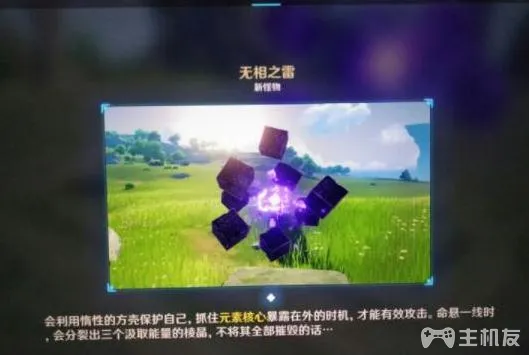 无相之雷
新怪物
会利用惰性的方壳保护自己，抓住元素核心暴露在外的时机，才能有效攻击。命悬一线时，
会分裂出三个汲取能量的棱晶，不将其全部摧毁的话…
主机友